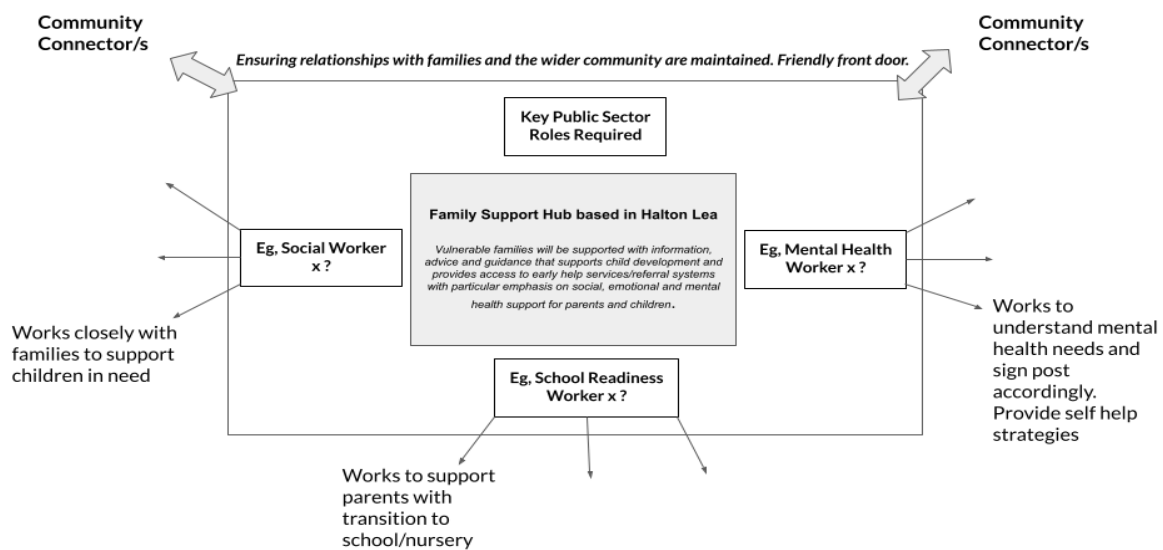 Community
Connector/s
Community
Connector/s
Ensuring relationships with families and the wider community are maintained. Friendly front door.
Key Public Sector
Roles Required
Family Support Hub based in Halton Lea
Vulnerable families will be supported with information,
advice and guidance that supports child development and
provides access to early help services/referral systems
with particular emphasis on social, emotional and mental
health support for parents and children.
Eg, Social Worker
x ?
Eg, Mental Health
Worker x ?
Works closely with
families to support
children in need
Works to
understand mental
health needs and
sign post
accordingly.
Provide self help
strategies
Eg, School Readiness
Worker x ?
Works to support
parents with
transition to
school/nursery